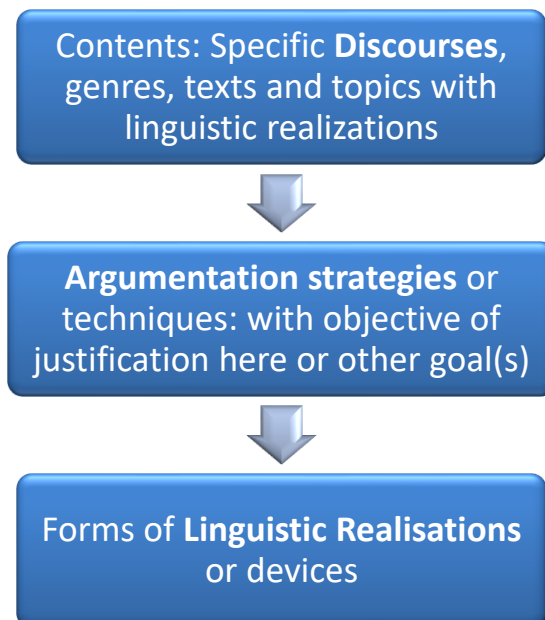 Contents: Specific Discourses,
genres, texts and topics with
linguistic realizations
Argumentation strategies or
techniques: with objective of
justification here or other goal(s)
Forms of Linguistic Realisations
or devices